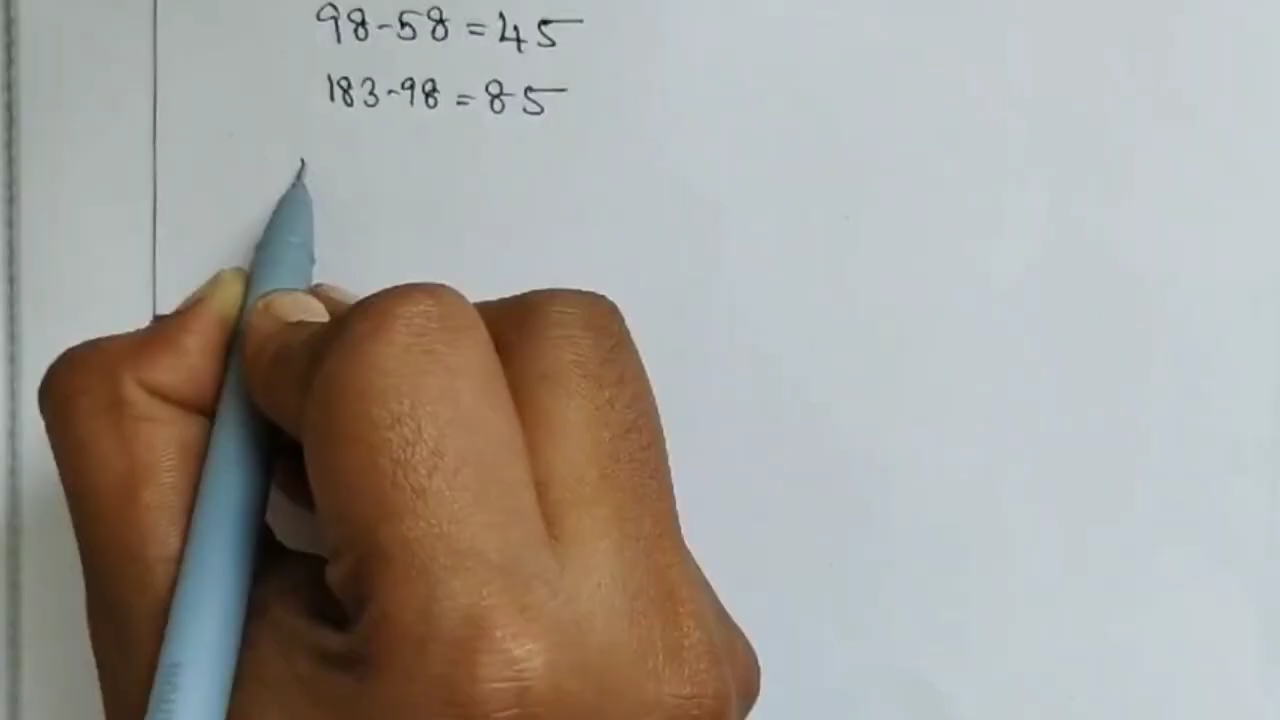 98-58 = 45
183-98 = 85